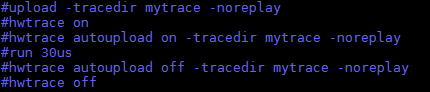 #upload -tracedir mytrace -noreplay
#hwtrace on
#hwtrace autoupload on -tracedir mytrace -noreplay
#run 30us
#hwtrace autoupload off -tracedir mytrace -noreplay
#hwtrace off